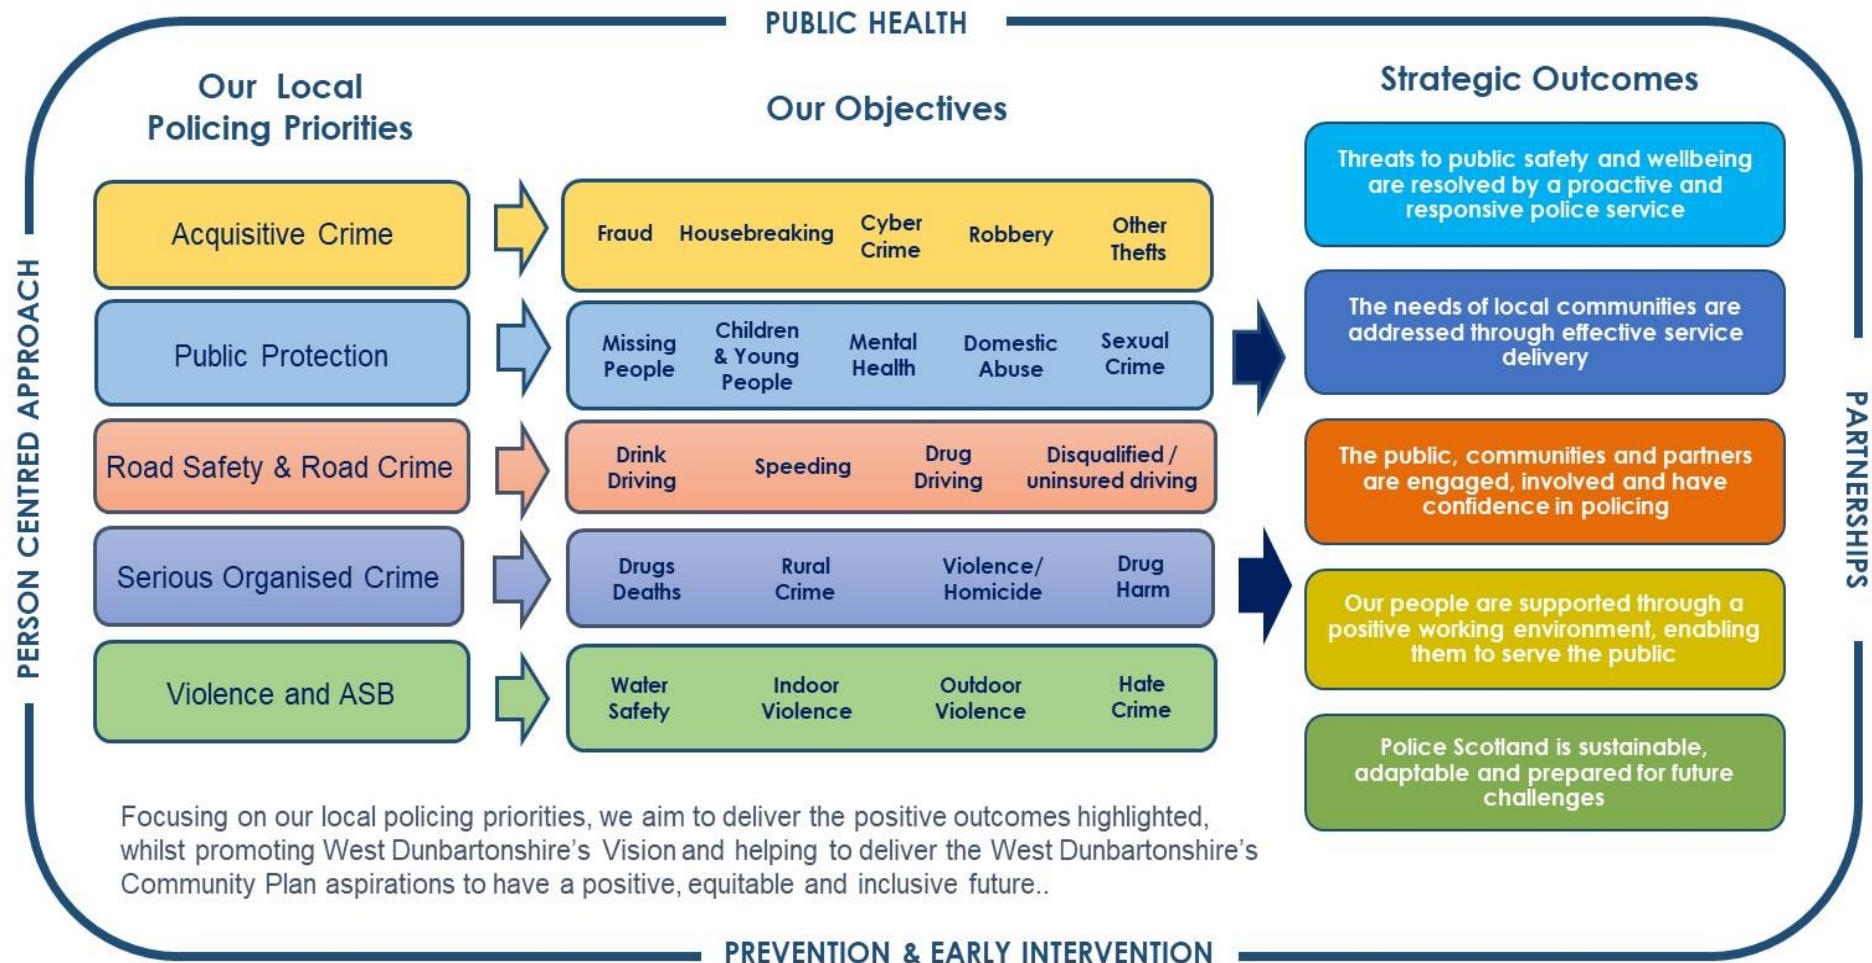 PUBLIC HEALTH
Our Local
Policing Priorities
Our Objectives
Strategic Outcomes
PERSON CENTRED APPROACH
Acquisitive Crime
Fraud
Housebreaking
Cyber
Crime
Robbery
Other
Thefts
Public Protection
Missing
People
Children
& Young
People
Mental
Health
Domestic
Abuse
Sexual
Crime
Road Safety & Road Crime
Drink
Driving
Speeding
Drug
Driving
Disqualified /
uninsured driving
Serious Organised Crime
Drugs
Deaths
Rural
Crime
Violence/
Homicide
Drug
Harm
Violence and ASB
Water
Safety
Indoor
Violence
Outdoor
Violence
Hate
Crime
Threats to public safety and wellbeing
are resolved by a proactive and
responsive police service
The needs of local communities are
addressed through effective service
delivery
The public, communities and partners
are engaged, involved and have
confidence in policing
Our people are supported through a
positive working environment, enabling
them to serve the public
Police Scotland is sustainable,
adaptable and prepared for future
challenges
PARTNERSHIPS
Focusing on our local policing priorities, we aim to deliver the positive outcomes highlighted,
whilst promoting West Dunbartonshire’s Vision and helping to deliver the West Dunbartonshire’s
Community Plan aspirations to have a positive, equitable and inclusive future..
PREVENTION & EARLY INTERVENTION